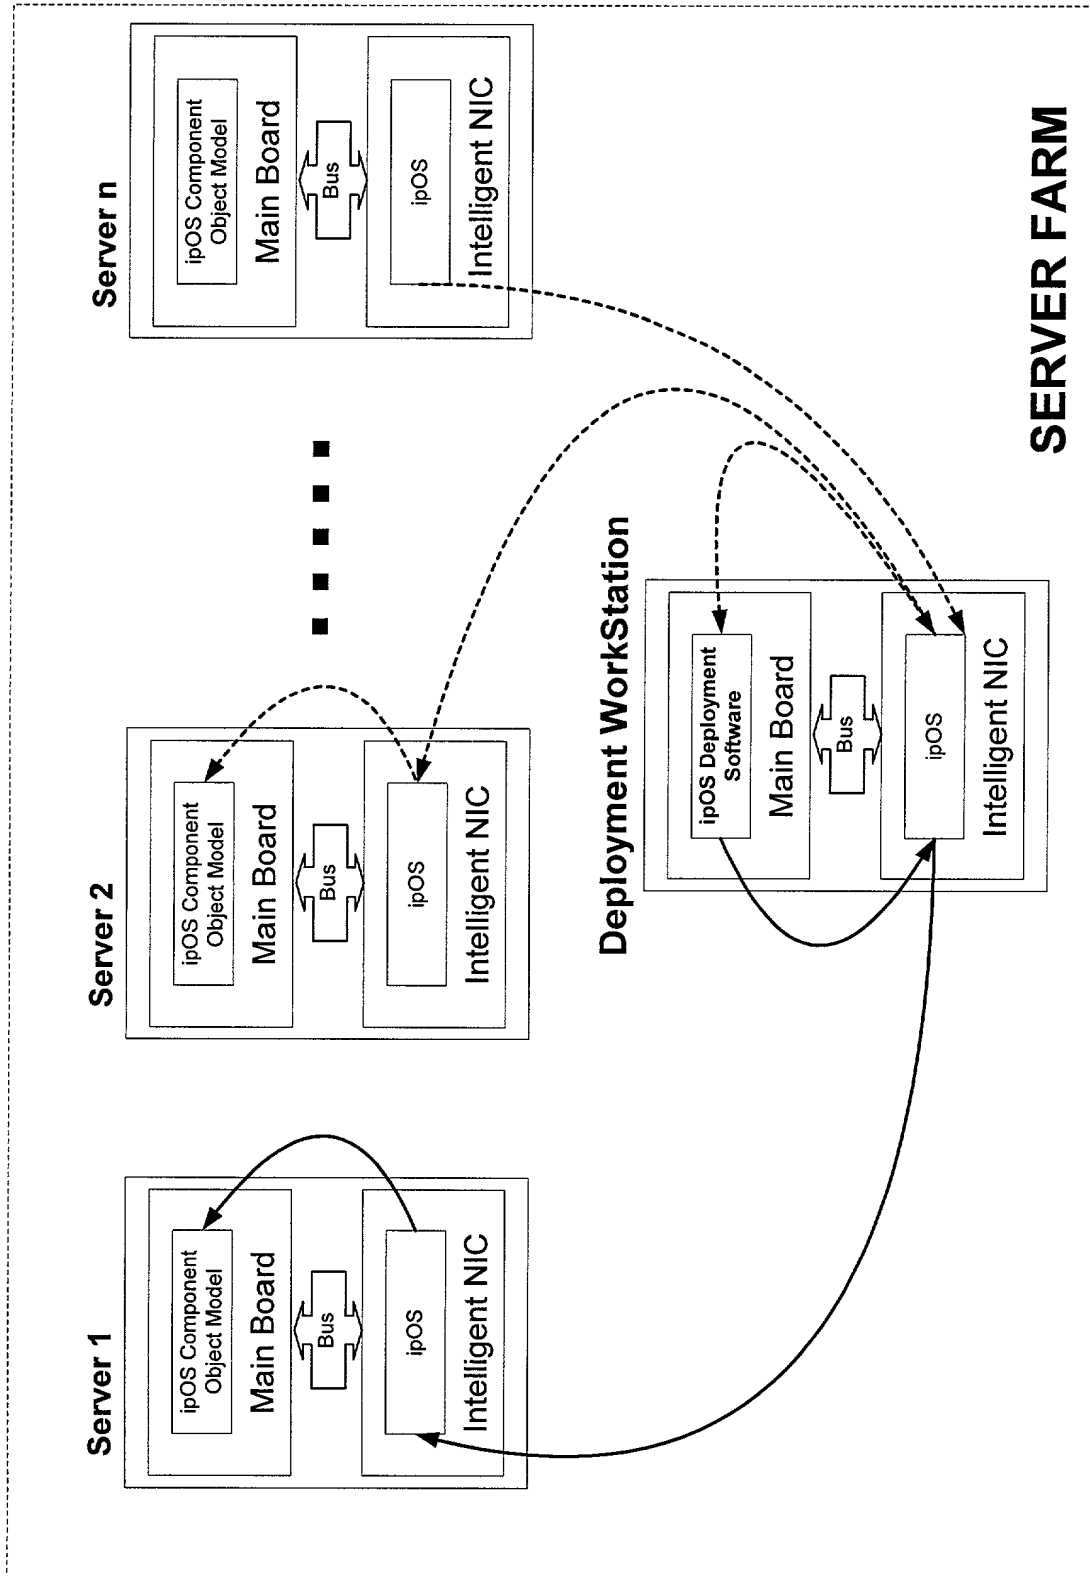 Server 1
ipOS Component
Object Model
Main Board
Bus
ipOS
Intelligent NIC
Server 2
ipOS Component
Object Model
Main Board
Bus
ipOS
Intelligent NIC
Server n
ipOS Component
Object Model
Main Board
Bus
ipOS
Intelligent NIC
Deployment WorkStation
ipOS Deployment
Software
Main Board
Bus
ipOS
Intelligent NIC
SERVER FARM